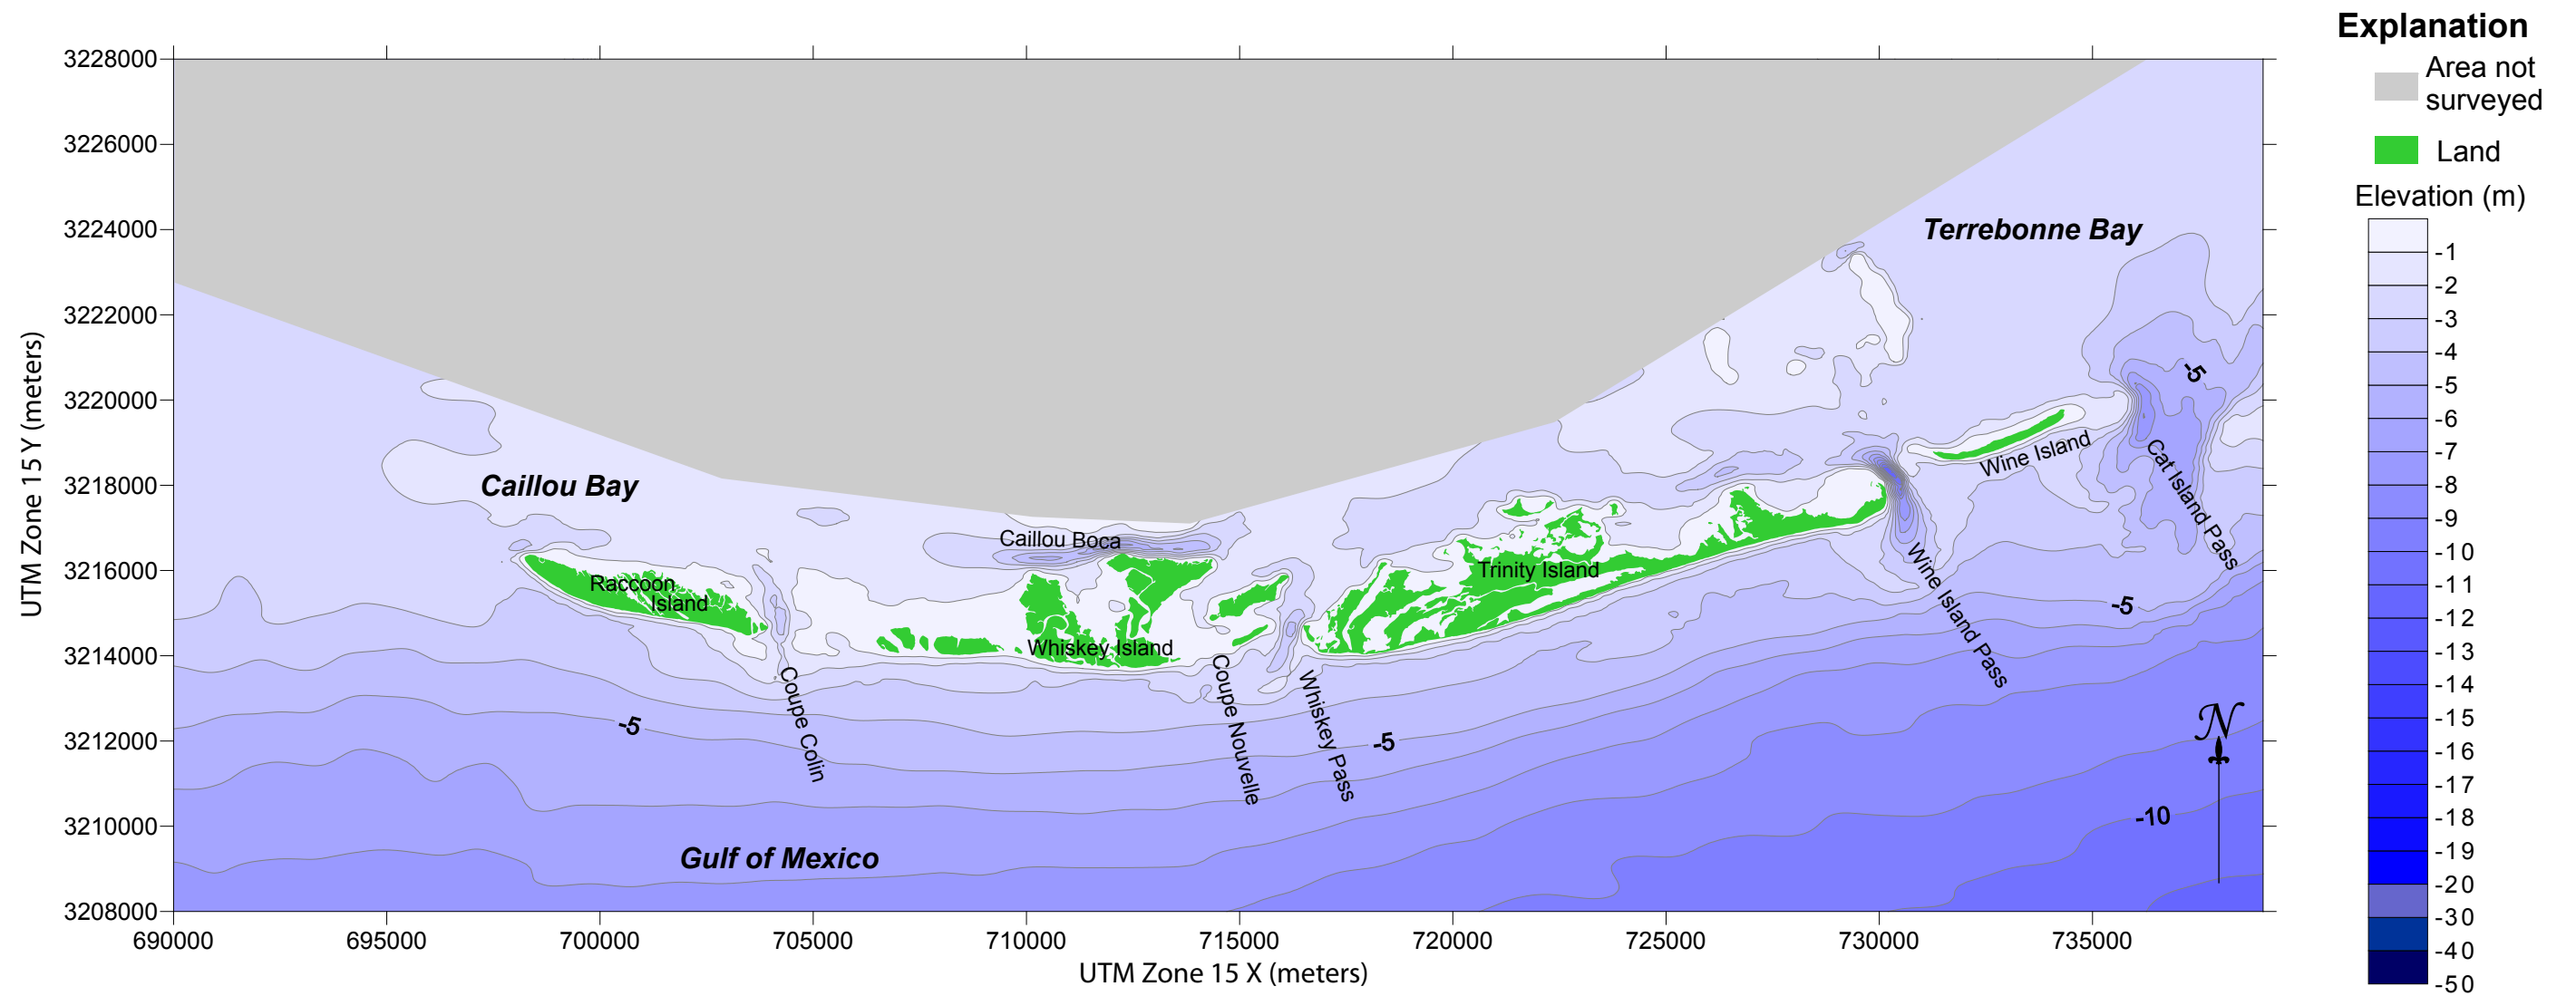 Explanation
Area not
surveyed
Land
Elevation (m)
-1
-2
-3
-4
-5
-6
-7
-8
-9
-10
-11
-12
-13
-14
-15
-16
-17
-18
-19
-20
-30
-40
-50
UTM Zone 15 Y (meters)
3228000
3226000
3224000
3222000
3220000
3218000
3216000
3214000
3212000
3210000
3208000
Terrebonne Bay
-5
Wine Island
Cat Island Pass
Caillou Bay
Caillou Boca
Raccoon
Island
Trinity Island
Wine Island Pass
-5
Whiskey Island
Coupe Colin
Coupe Nouvelle
Whiskey Pass
-5
-5
N
-10
Gulf of Mexico
690000
695000
700000
705000
710000
715000
720000
725000
730000
735000
UTM Zone 15 X (meters)